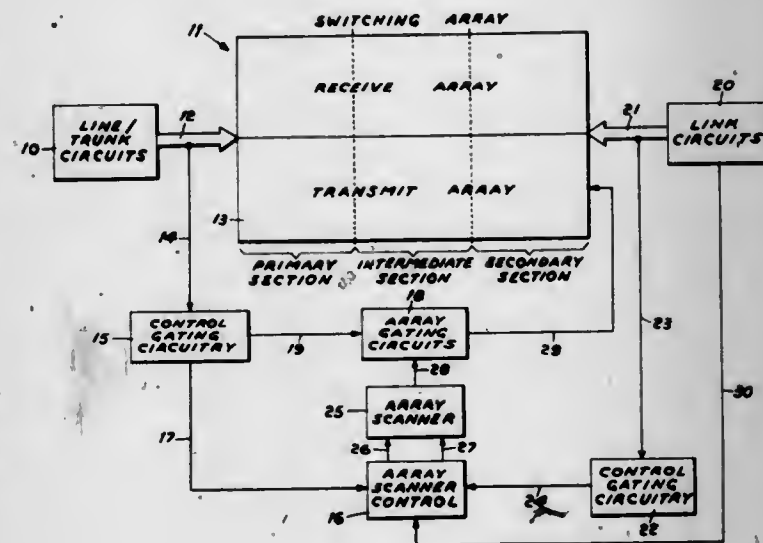 SWITCHING ARRAY
11
RECEIVE ARRAY
20
12
21
LINE/
TRUNK
CIRCUITS
10
LINK
CIRCUITS
TRANSMIT ARRAY
13
14
PRIMARY
SECTION
INTERMEDIATE
SECTION
SECONDARY
SECTION
18
23
CONTROL
GATING
CIRCUITRY
15
19
ARRAY
GATING
CIRCUITS
29
28
30
25
ARRAY
SCANNER
17
26
27
ARRAY
SCANNER
CONTROL
16
24
CONTROL
GATING
CIRCUITRY
22